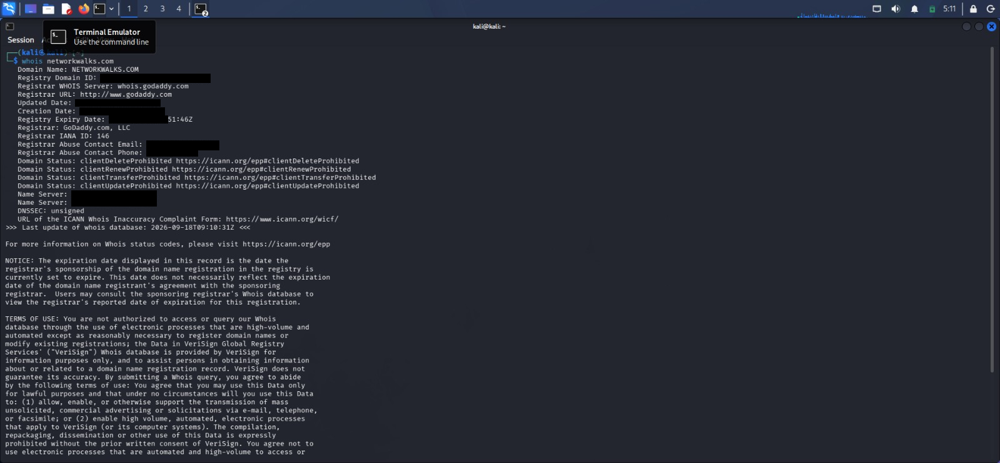 1 2 3 4
2
5:11
kali@kali: ~
Terminal Emulator
Use the command line
Session
(kali@kali) [~]
$ whois networkwalks.com
Domain Name: NETWORKWALKS.COM
Registry Domain ID:
Registrar WHOIS Server: whois.godaddy.com
Registrar URL: http://www.godaddy.com
Updated Date:
Creation Date:
Registry Expiry Date: 51:46Z
Registrar: GoDaddy.com, LLC
Registrar IANA ID: 146
Registrar Abuse Contact Email:
Registrar Abuse Contact Phone:
Domain Status: clientDeleteProhibited https://icann.org/epp#clientDeleteProhibited
Domain Status: clientRenewProhibited https://icann.org/epp#clientRenewProhibited
Domain Status: clientTransferProhibited https://icann.org/epp#clientTransferProhibited
Domain Status: clientUpdateProhibited https://icann.org/epp#clientUpdateProhibited
Name Server:
Name Server:
DNSSEC: unsigned
URL of the ICANN Whois Inaccuracy Complaint Form: https://www.icann.org/wicf/
>>> Last update of whois database: 2026-09-18T09:10:31Z <<<
For more information on Whois status codes, please visit https://icann.org/epp
NOTICE: The expiration date displayed in this record is the date the
registrar's sponsorship of the domain name registration in the registry is
currently set to expire. This date does not necessarily reflect the expiration
date of the domain name registrant's agreement with the sponsoring
registrar.  Users may consult the sponsoring registrar's Whois database to
view the registrar's reported date of expiration for this registration.
TERMS OF USE: You are not authorized to access or query our Whois
database through the use of electronic processes that are high-volume and
automated except as reasonably necessary to register domain names or
modify existing registrations; the Data in VeriSign Global Registry
Services' ("VeriSign") Whois database is provided by VeriSign for
information purposes only, and to assist persons in obtaining information
about or related to a domain name registration record. VeriSign does not
guarantee its accuracy. By submitting a Whois query, you agree to abide
by the following terms of use: You agree that you may use this Data only
for lawful purposes and that under no circumstances will you use this Data
to: (1) allow, enable, or otherwise support the transmission of mass
unsolicited, commercial advertising or solicitations via e-mail, telephone,
or facsimile; or (2) enable high volume, automated, electronic processes
that apply to VeriSign (or its computer systems). The compilation,
repackaging, dissemination or other use of this Data is expressly
prohibited without the prior written consent of VeriSign. You agree not to
use electronic processes that are automated and high-volume to access or